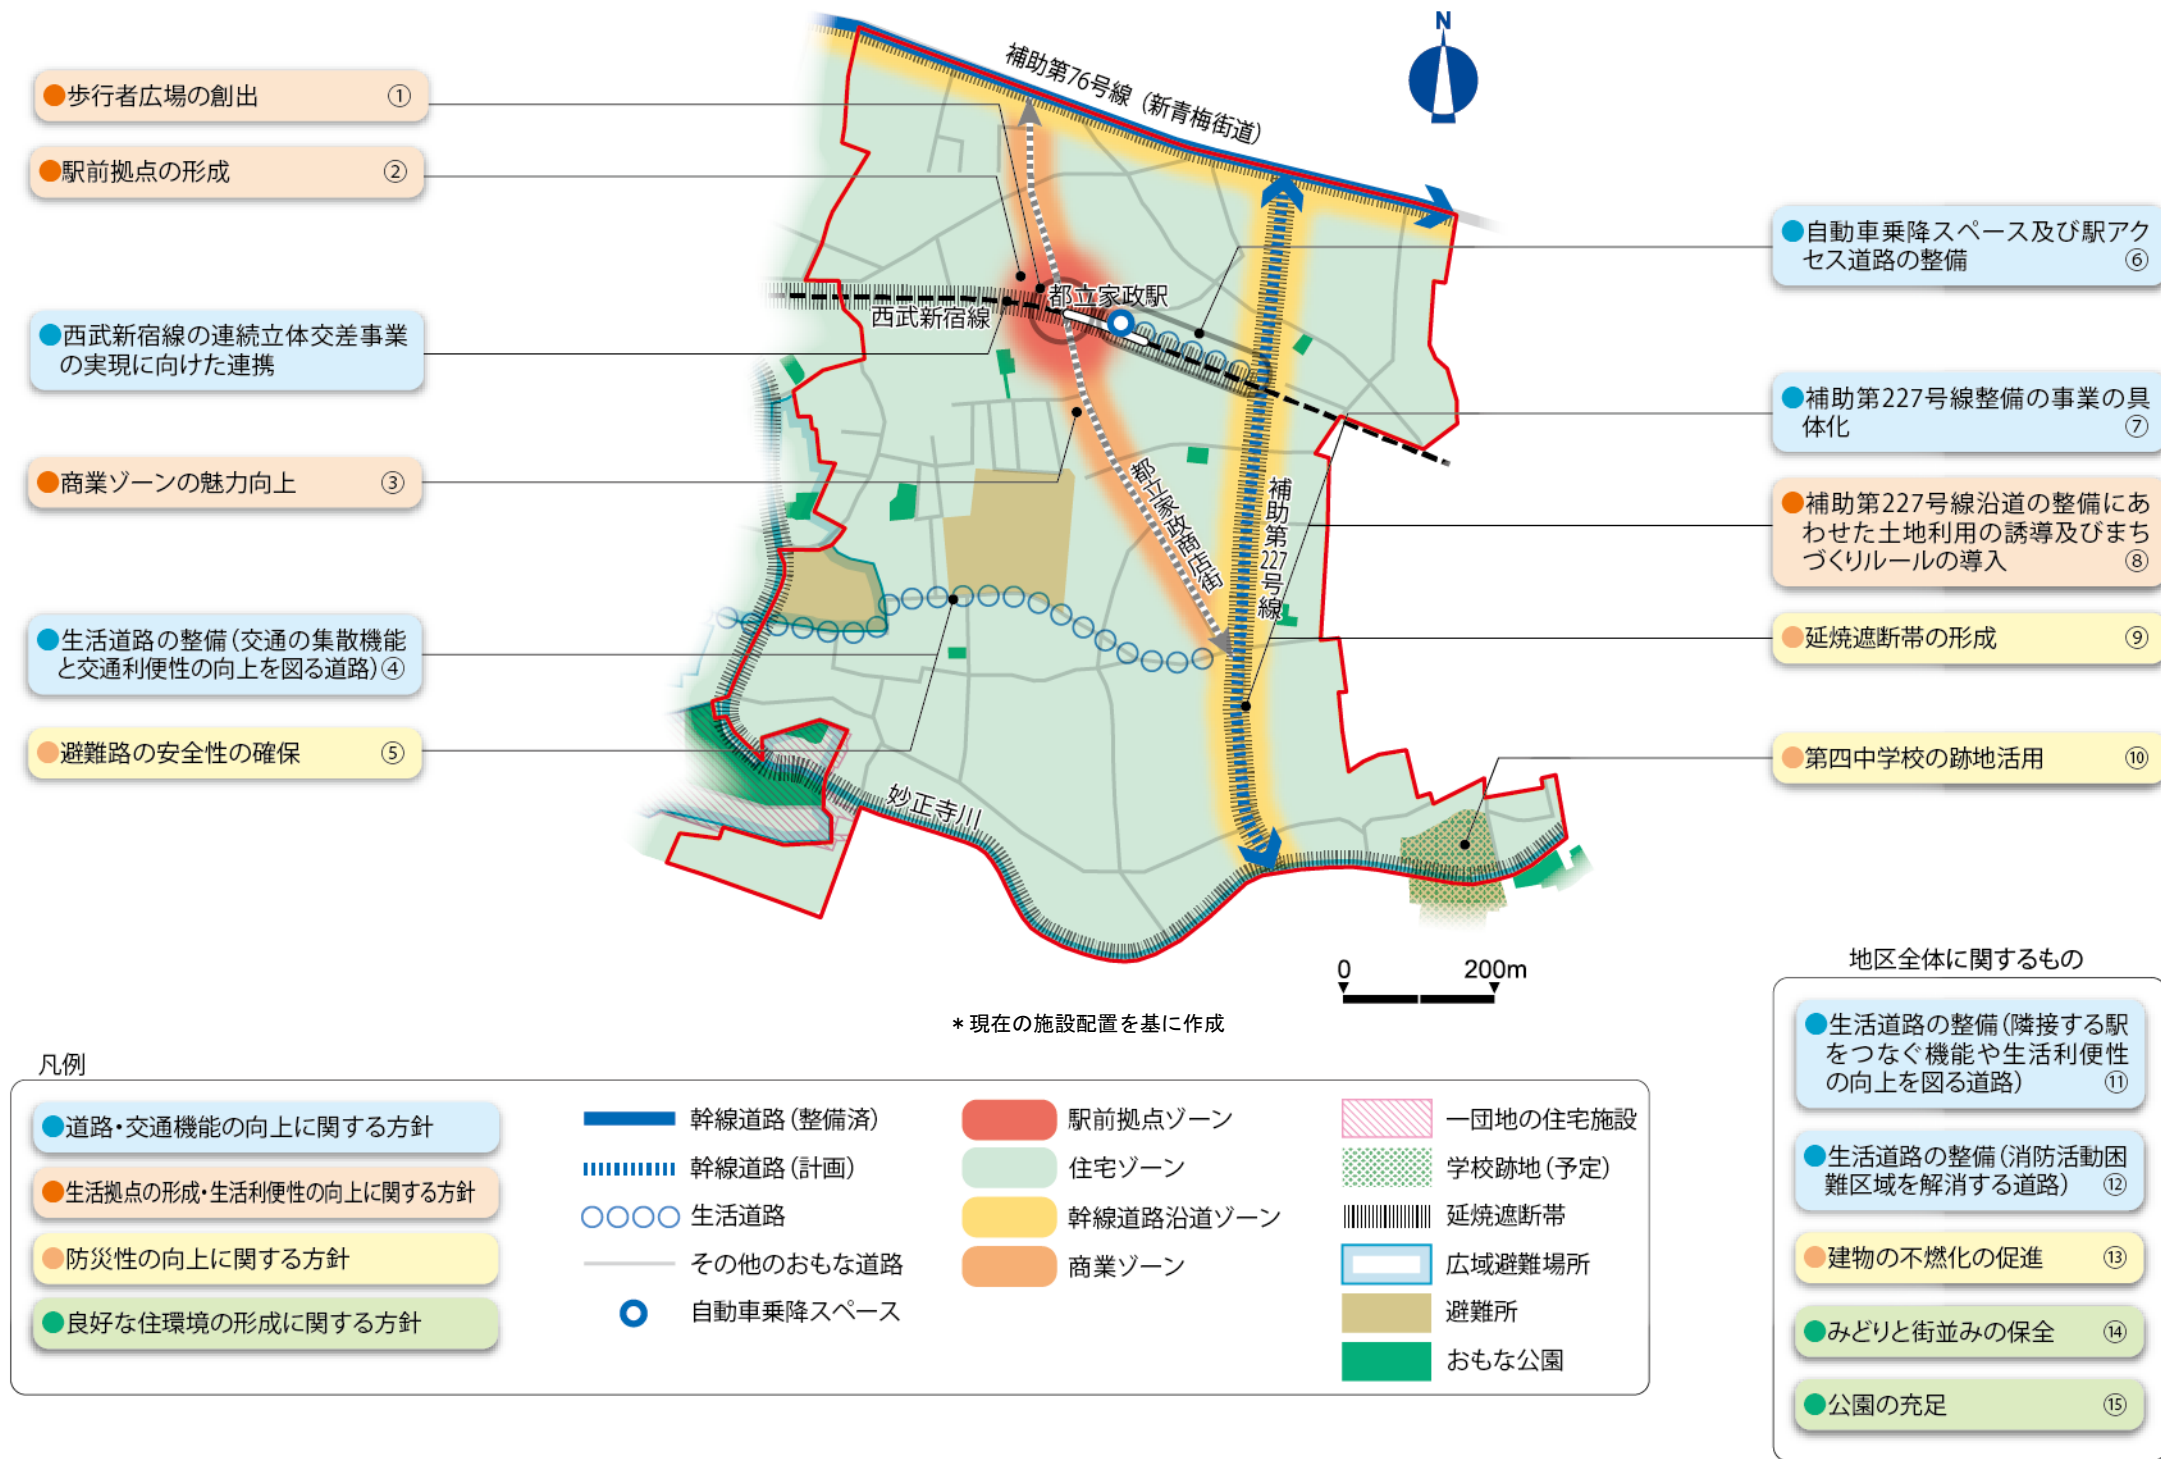 ●歩行者広場の創出 ①
●駅前拠点の形成 ②
●西武新宿線の連続立体交差事業
の実現に向けた連携
●商業ゾーンの魅力向上 ③
●生活道路の整備(交通の集散機能
と交通利便性の向上を図る道路)④
●避難路の安全性の確保 ⑤
N
補助第76号線(新青梅街道)
都立家政駅
西武新宿線
都立家政商店街
補助第227号線
妙正寺川
●自動車乗降スペース及び駅アク
セス道路の整備 ⑥
●補助第227号線整備の事業の具
体化 ⑦
●補助第227号線沿道の整備にあ
わせた土地利用の誘導及びまち
づくりルールの導入 ⑧
●延焼遮断帯の形成 ⑨
●第四中学校の跡地活用 ⑩
0 200m
*現在の施設配置を基に作成
地区全体に関するもの
●生活道路の整備(隣接する駅
をつなぐ機能や生活利便性
の向上を図る道路) ⑪
●生活道路の整備(消防活動困
難区域を解消する道路) ⑫
●建物の不燃化の促進 ⑬
●みどりと街並みの保全 ⑭
●公園の充足 ⑮
凡例
●道路・交通機能の向上に関する方針
●生活拠点の形成・生活利便性の向上に関する方針
●防災性の向上に関する方針
●良好な住環境の形成に関する方針
幹線道路(整備済)
幹線道路(計画)
生活道路
その他のおもな道路
自動車乗降スペース
駅前拠点ゾーン
住宅ゾーン
幹線道路沿道ゾーン
商業ゾーン
一団地の住宅施設
学校跡地(予定)
延焼遮断帯
広域避難場所
避難所
おもな公園